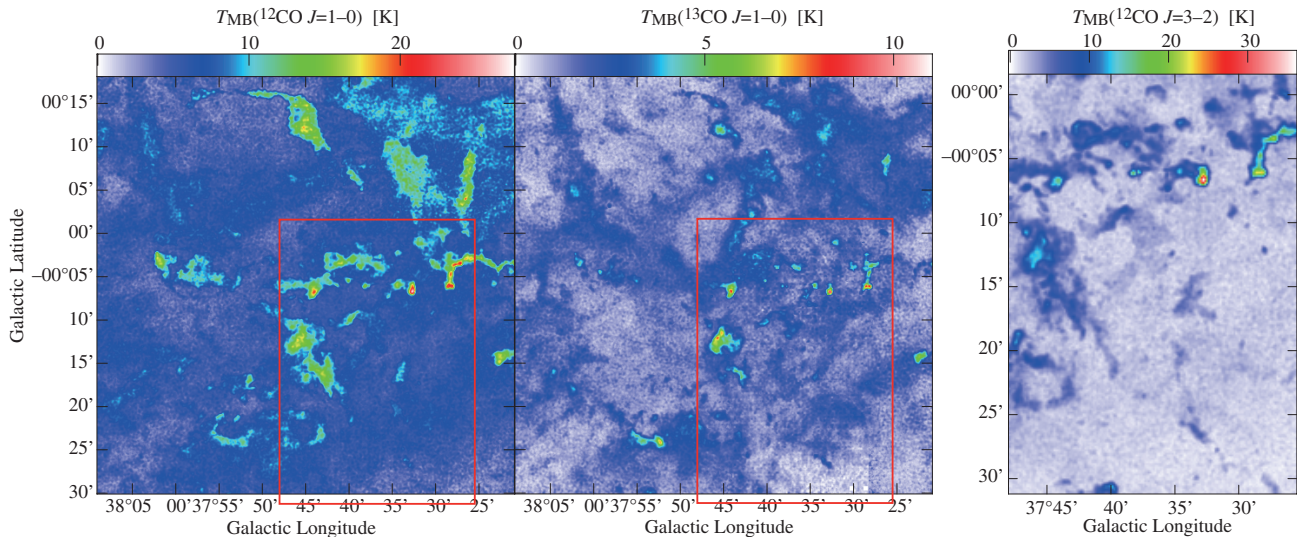 T_MB(¹²CO J=1–0) [K]
0 10 20
T_MB(¹³CO J=1–0) [K]
0 5 10
T_MB(¹²CO J=3–2) [K]
0 10 20 30
Galactic Latitude
00°15’
10’
05’
00’
–00°05’
10’
15’
20’
25’
30’
38°05’ 00’ 37°55’ 50’ 45’ 40’ 35’ 30’ 25’
Galactic Longitude
38°05’ 00’ 37°55’ 50’ 45’ 40’ 35’ 30’ 25’
Galactic Longitude
00°00’
–00°05’
10’
15’
20’
25’
30’
37°45’ 40’ 35’ 30’
Galactic Longitude